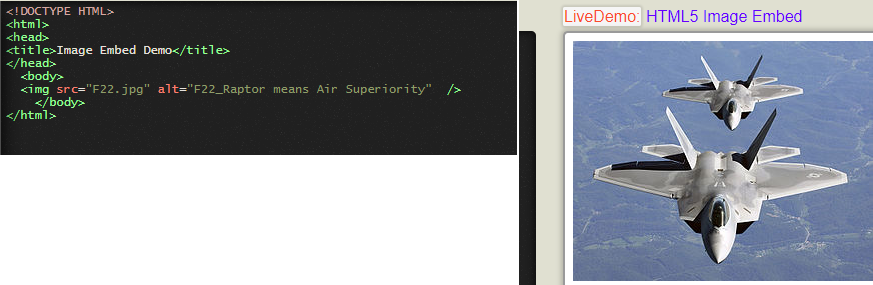 <!DOCTYPE HTML>
<html>
<head>
<title>Image Embed Demo</title>
</head>
<body>
<img src="F22.jpg" alt="F22_Raptor means Air Superiority"  />
</body>
</html>
LiveDemo: HTML5 Image Embed